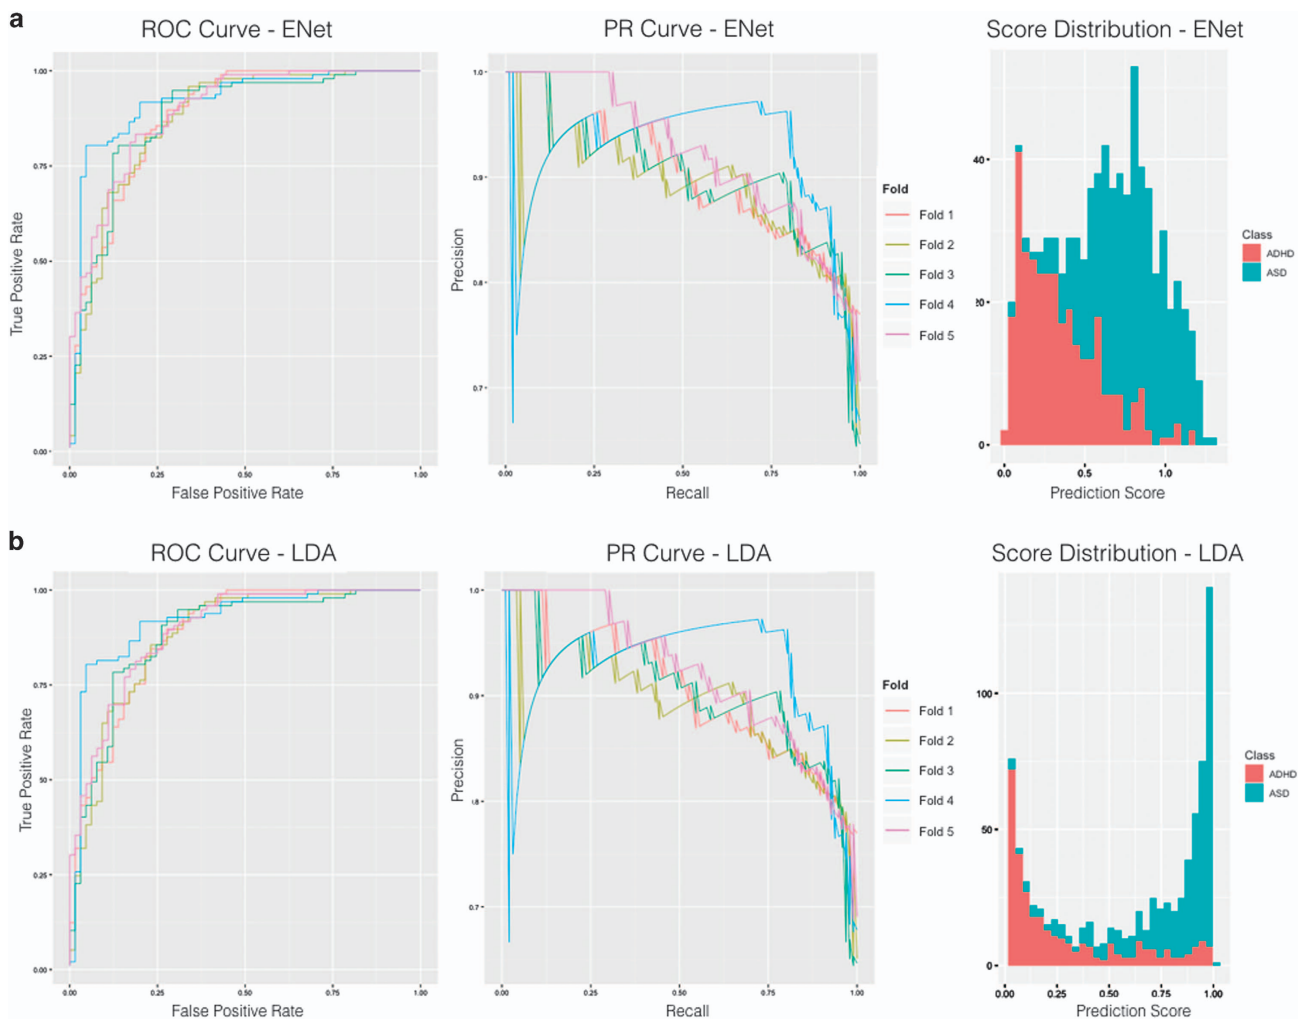 a
ROC Curve - ENet
PR Curve - ENet
Score Distribution - ENet
True Positive Rate
1.00
0.75
0.50
0.25
0.00
0.00 0.25 0.50 0.75 1.00
False Positive Rate
Precision
1.0
0.9
0.8
0.7
0.00 0.25 0.50 0.75 1.00
Recall
Fold
Fold 1
Fold 2
Fold 3
Fold 4
Fold 5
40
20
0
0.0 0.5 1.0
Prediction Score
Class
ADHD
ASD
b
ROC Curve - LDA
PR Curve - LDA
Score Distribution - LDA
True Positive Rate
1.00
0.75
50
0.25
0.00
0.00 0.25 0.50 0.75 1.00
False Positive Rate
Precision
1.0
0.9
0.8
0.7
0.00 0.25 0.50 0.75 1.00
Recall
Fold
Fold 1
Fold 2
Fold 3
Fold 4
Fold 5
100
50
0
0.00 0.25 0.50 0.75 1.00
Prediction Score
Class
ADHD
ASD